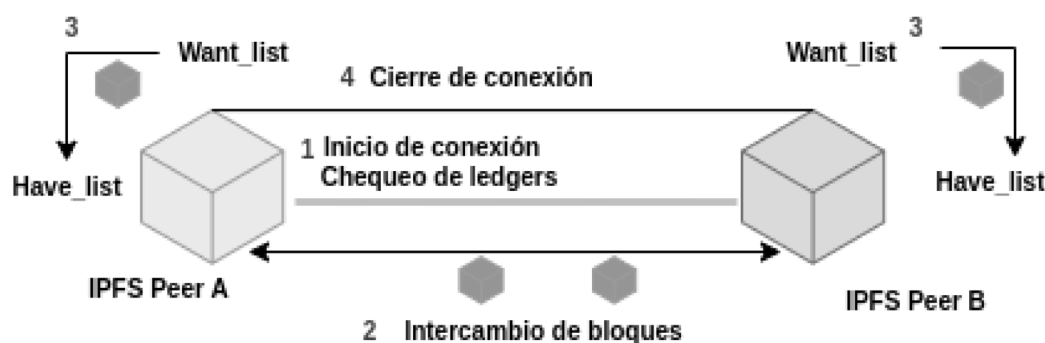 3
Want_list
Want_list 3
4 Cierre de conexión
1 Inicio de conexión
Chequeo de ledgers
Have_list
Have_list
IPFS Peer A
IPFS Peer B
2 Intercambio de bloques